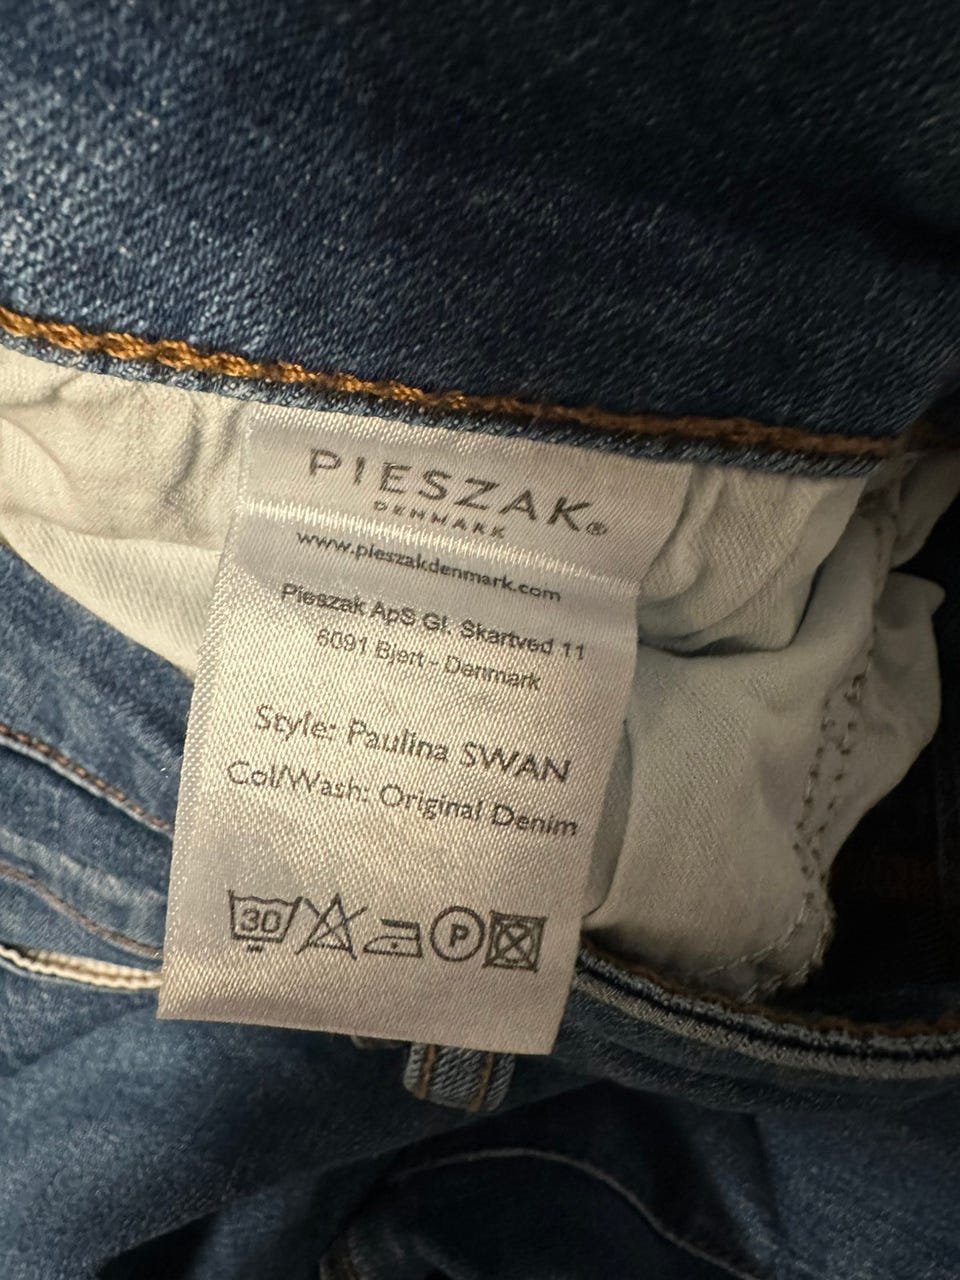 PIESZAK®
DENMARK
www.pieszakdenmark.com
Pieszak ApS Gl. Skartved 11
6091 Bjert - Denmark
Style: Paulina SWAN
Col/Wash: Original Denim
30 P